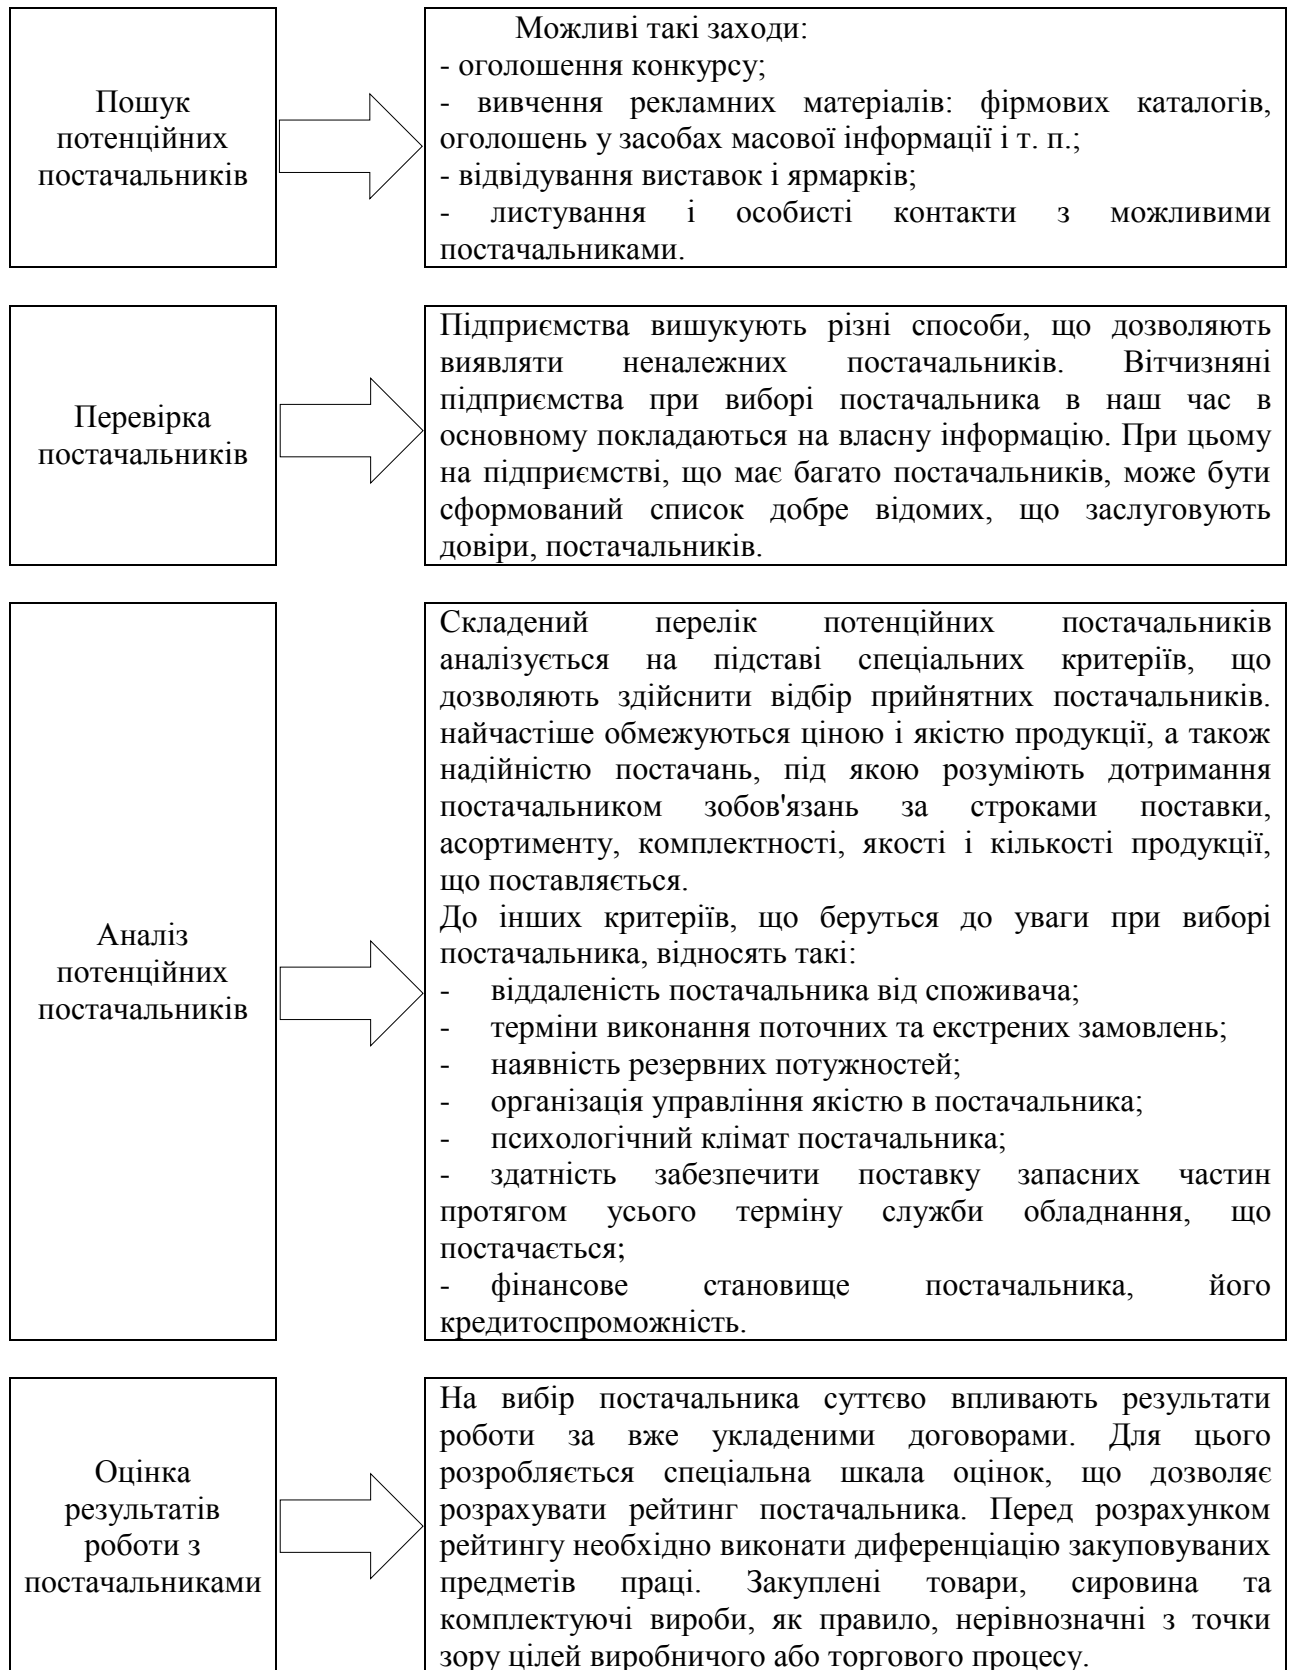 Пошук
потенційних
постачальників
Можливі такі заходи:
- оголошення конкурсу;
- вивчення рекламних матеріалів: фірмових каталогів,
оголошень у засобах масової інформації і т. п.;
- відвідування виставок і ярмарків;
- листування і особисті контакти з можливими
постачальниками.
Перевірка
постачальників
Підприємства вишукують різні способи, що дозволяють
виявляти неналежних постачальників. Вітчизняні
підприємства при виборі постачальника в наш час в
основному покладаються на власну інформацію. При цьому
на підприємстві, що має багато постачальників, може бути
сформований список добре відомих, що заслуговують
довіри, постачальників.
Аналіз
потенційних
постачальників
Складений перелік потенційних постачальників
аналізується на підставі спеціальних критеріїв, що
дозволяють здійснити відбір прийнятних постачальників.
найчастіше обмежуються ціною і якістю продукції, а також
надійністю постачань, під якою розуміють дотримання
постачальником зобов'язань за строками поставки,
асортименту, комплектності, якості і кількості продукції,
що поставляється.
До інших критеріїв, що беруться до уваги при виборі
постачальника, відносять такі:
- віддаленість постачальника від споживача;
- терміни виконання поточних та екстрених замовлень;
- наявність резервних потужностей;
- організація управління якістю в постачальника;
- психологічний клімат постачальника;
- здатність забезпечити поставку запасних частин
протягом усього терміну служби обладнання, що
постачається;
- фінансове становище постачальника, його
кредитоспроможність.
Оцінка
результатів
роботи з
постачальниками
На вибір постачальника суттєво впливають результати
роботи за вже укладеними договорами. Для цього
розробляється спеціальна шкала оцінок, що дозволяє
розрахувати рейтинг постачальника. Перед розрахунком
рейтингу необхідно виконати диференціацію закуповуваних
предметів праці. Закуплені товари, сировина та
комплектуючі вироби, як правило, нерівнозначні з точки
зору цілей виробничого або торгового процесу.